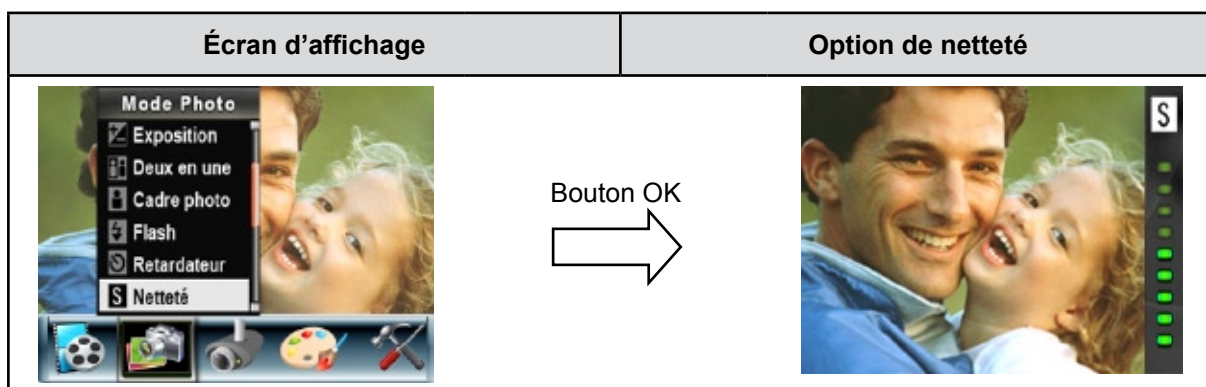 Écran d’affichage
Option de netteté
Mode Photo
Exposition
Deux en une
Cadre photo
Flash
Retardateur
S Netteté
Bouton OK
S